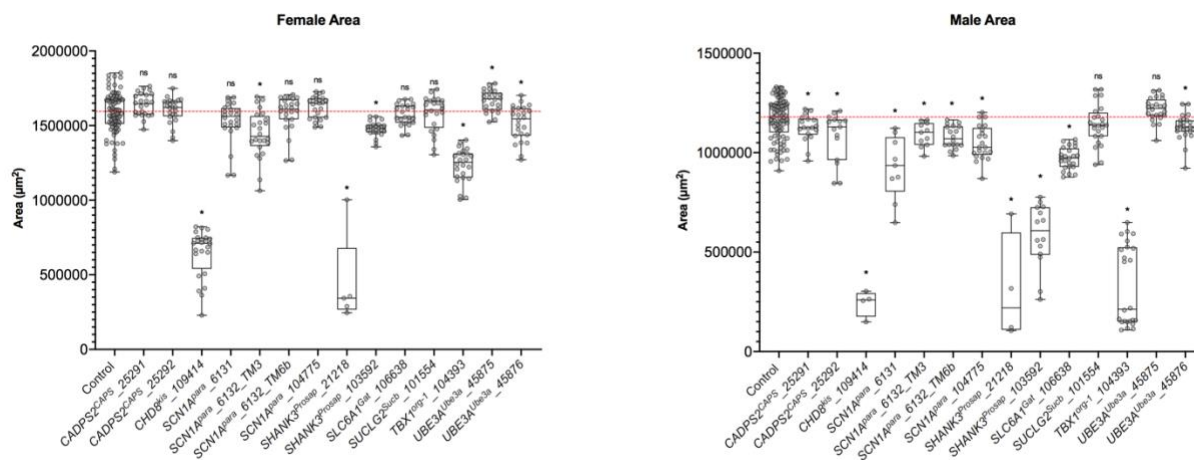 Female Area
2000000
1500000
1000000
500000
0
Area (µm²)
ns
ns
*
ns
*
ns
ns
*
*
ns
ns
*
*
*
Control
CADPS2ᶜᴬᴾˢ_25291
CADPS2ᶜᴬᴾˢ_25292
CHD8ᵏⁱˢ_109414
SCN1Aᵖᵃʳᵃ_6131
SCN1Aᵖᵃʳᵃ_6132_TM3
SCN1Aᵖᵃʳᵃ_6132_TM6b
SCN1Aᵖᵃʳᵃ_104775
SHANK3ᴾʳᵒˢᵃᵖ_21218
SHANK3ᴾʳᵒˢᵃᵖ_103592
SLC6A1ᴳᵃᵗ_106638
SUCLG2ˢᵘᶜᵇ_101554
TBX1ᵒʳᵍ⁻¹_104393
UBE3Aᵁᵇᵉ³ᵃ_45875
UBE3Aᵁᵇᵉ³ᵃ_45876
Male Area
1500000
1000000
500000
0
Area (µm²)
*
*
*
*
*
*
*
*
*
*
ns
*
ns
*
Control
CADPS2ᶜᴬᴾˢ_25291
CADPS2ᶜᴬᴾˢ_25292
CHD8ᵏⁱˢ_109414
SCN1Aᵖᵃʳᵃ_6131
SCN1Aᵖᵃʳᵃ_6132_TM3
SCN1Aᵖᵃʳᵃ_6132_TM6b
SCN1Aᵖᵃʳᵃ_104775
SHANK3ᴾʳᵒˢᵃᵖ_21218
SHANK3ᴾʳᵒˢᵃᵖ_103592
SLC6A1ᴳᵃᵗ_106638
SUCLG2ˢᵘᶜᵇ_101554
TBX1ᵒʳᵍ⁻¹_104393
UBE3Aᵁᵇᵉ³ᵃ_45875
UBE3Aᵁᵇᵉ³ᵃ_45876